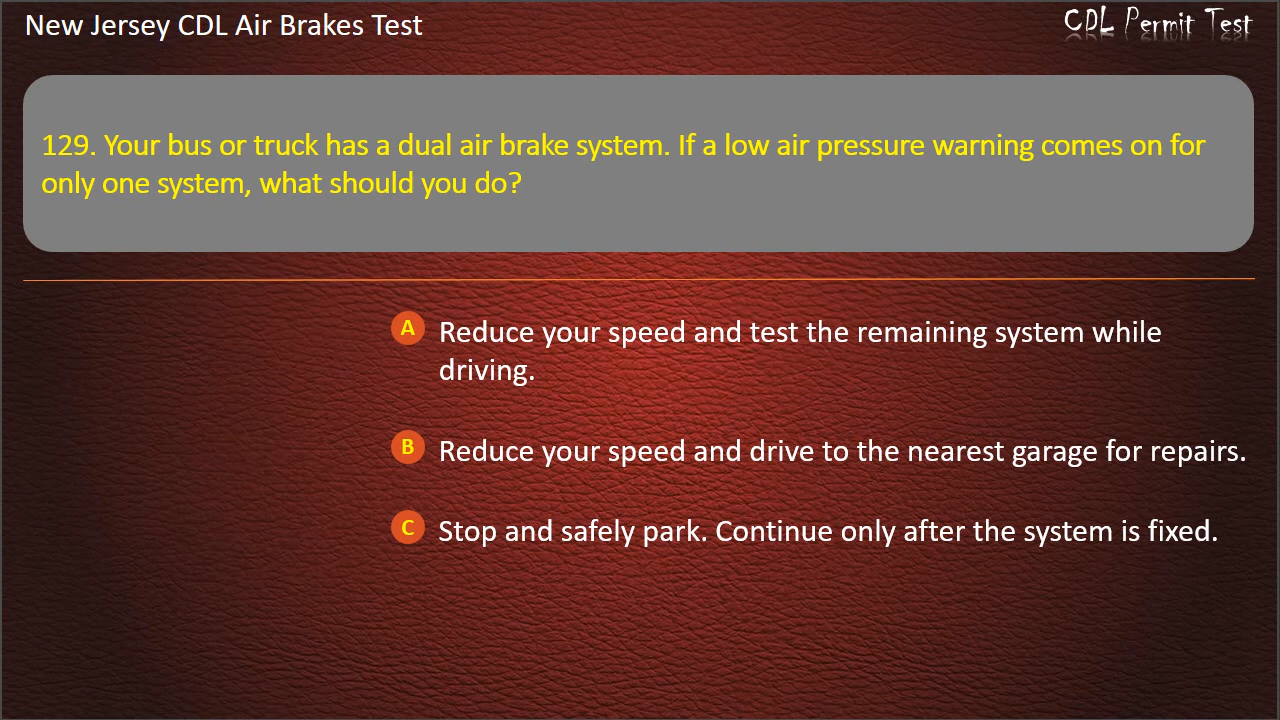 New Jersey CDL Air Brakes Test
CDL Permit Test
129. Your bus or truck has a dual air brake system. If a low air pressure warning comes on for
only one system, what should you do?
A Reduce your speed and test the remaining system while
driving.
B Reduce your speed and drive to the nearest garage for repairs.
C Stop and safely park. Continue only after the system is fixed.